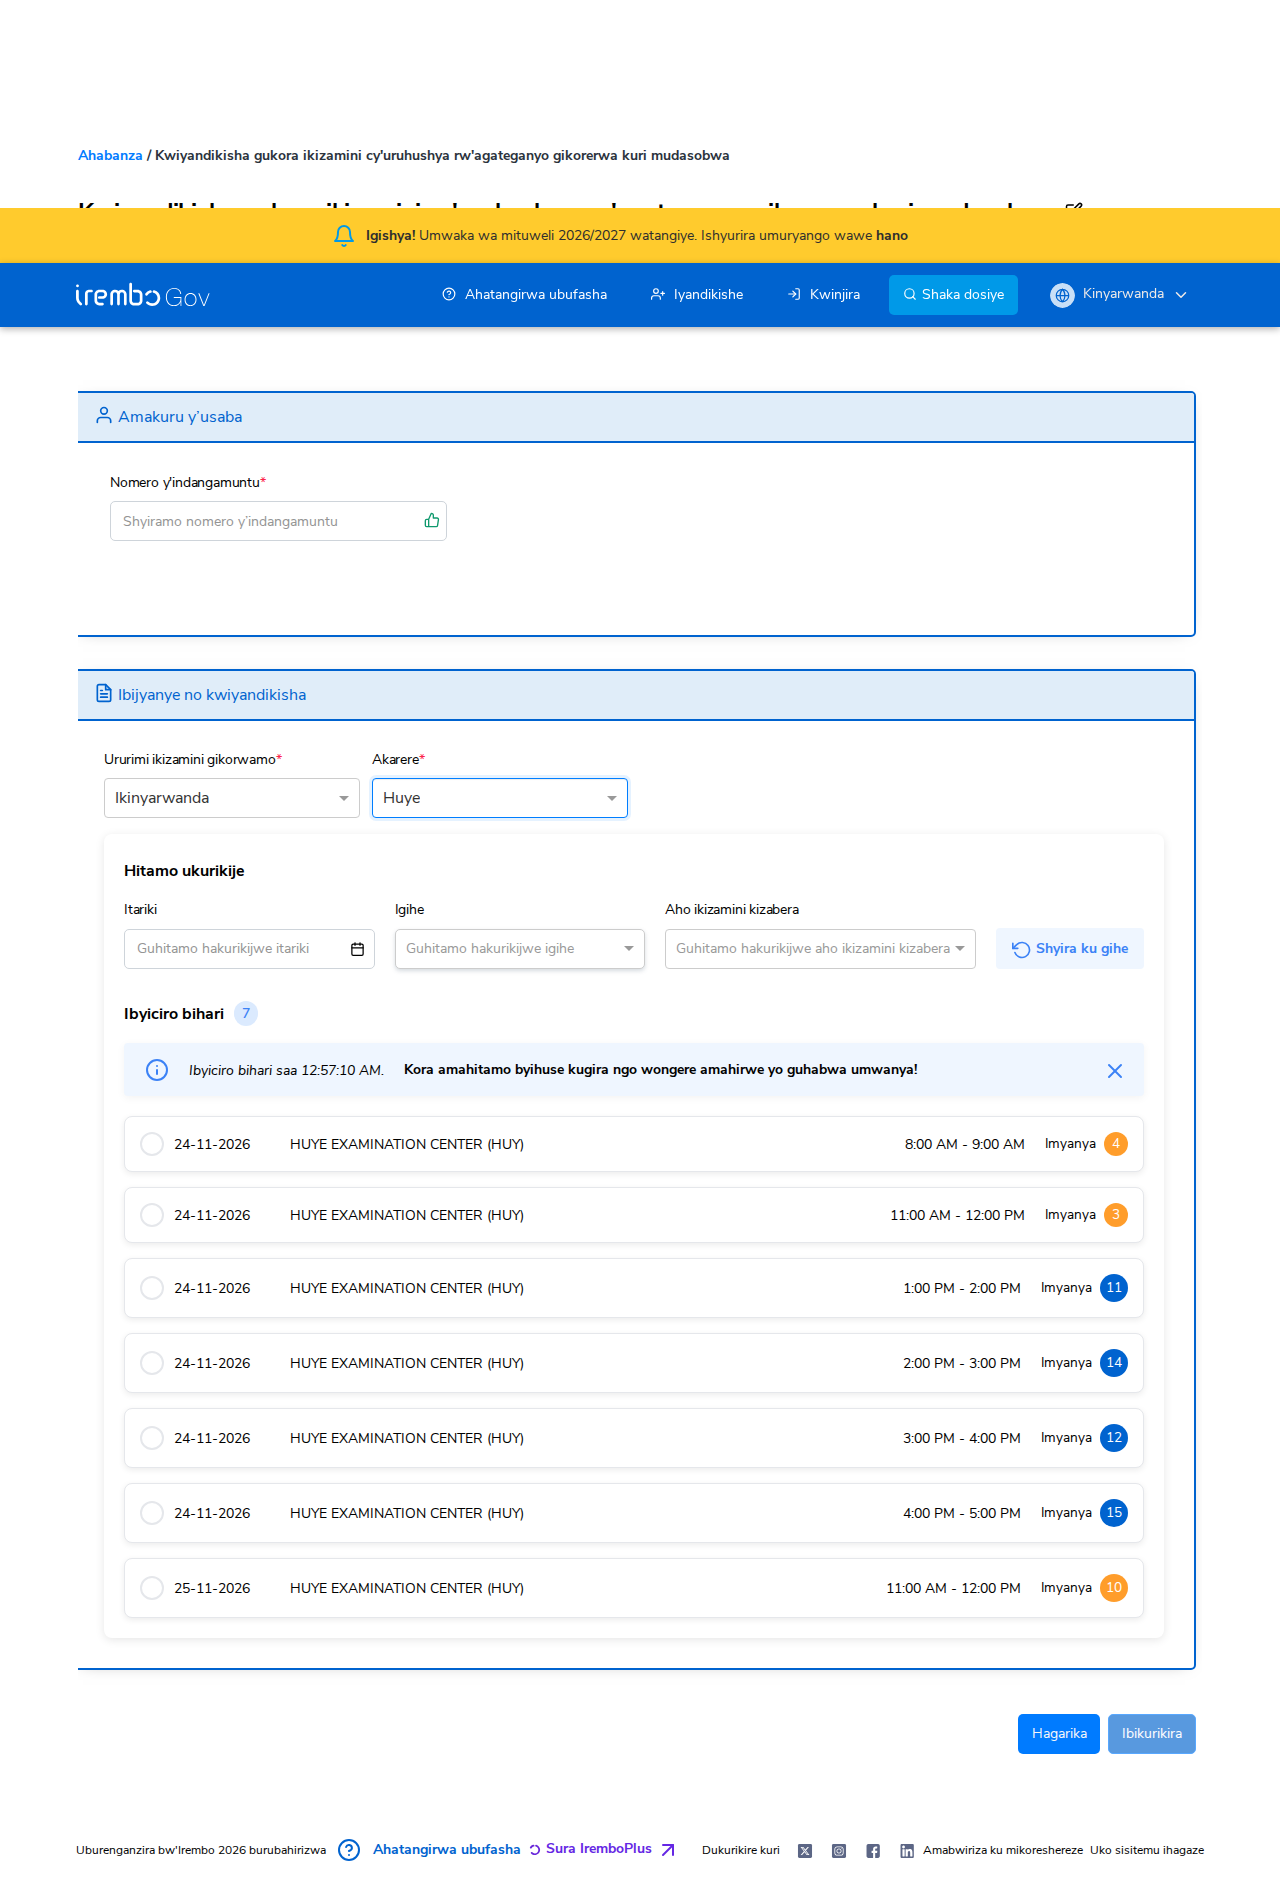 Ahabanza / Kwiyandikisha gukora ikizamini cy'uruhushya rw'agateganyo gikorerwa kuri mudasobwa
Igishya! Umwaka wa mituweli 2026/2027 watangiye. Ishyurira umuryango wawe hano
irembo Gov
Ahatangirwa ubufasha
Iyandikishe
Kwinjira
Shaka dosiye
Kinyarwanda
Amakuru y’usaba
Nomero y'indangamuntu*
Shyiramo nomero y’indangamuntu
Ibijyanye no kwiyandikisha
Ururimi ikizamini gikorwamo*
Akarere*
Ikinyarwanda
Huye
Hitamo ukurikije
Itariki
Igihe
Aho ikizamini kizabera
Guhitamo hakurikijwe itariki
Guhitamo hakurikijwe igihe
Guhitamo hakurikijwe aho ikizamini kizabera
Shyira ku gihe
Ibyiciro bihari 7
Ibyiciro bihari saa 12:57:10 AM. Kora amahitamo byihuse kugira ngo wongere amahirwe yo guhabwa umwanya!
24-11-2026 HUYE EXAMINATION CENTER (HUY) 8:00 AM - 9:00 AM Imyanya 4
24-11-2026 HUYE EXAMINATION CENTER (HUY) 11:00 AM - 12:00 PM Imyanya 3
24-11-2026 HUYE EXAMINATION CENTER (HUY) 1:00 PM - 2:00 PM Imyanya 11
24-11-2026 HUYE EXAMINATION CENTER (HUY) 2:00 PM - 3:00 PM Imyanya 14
24-11-2026 HUYE EXAMINATION CENTER (HUY) 3:00 PM - 4:00 PM Imyanya 12
24-11-2026 HUYE EXAMINATION CENTER (HUY) 4:00 PM - 5:00 PM Imyanya 15
25-11-2026 HUYE EXAMINATION CENTER (HUY) 11:00 AM - 12:00 PM Imyanya 10
Hagarika
Ibikurikira
Uburenganzira bw'Irembo 2026 burubahirizwa
Ahatangirwa ubufasha
Sura IremboPlus
Dukurikire kuri
Amabwiriza ku mikoreshereze
Uko sisitemu ihagaze